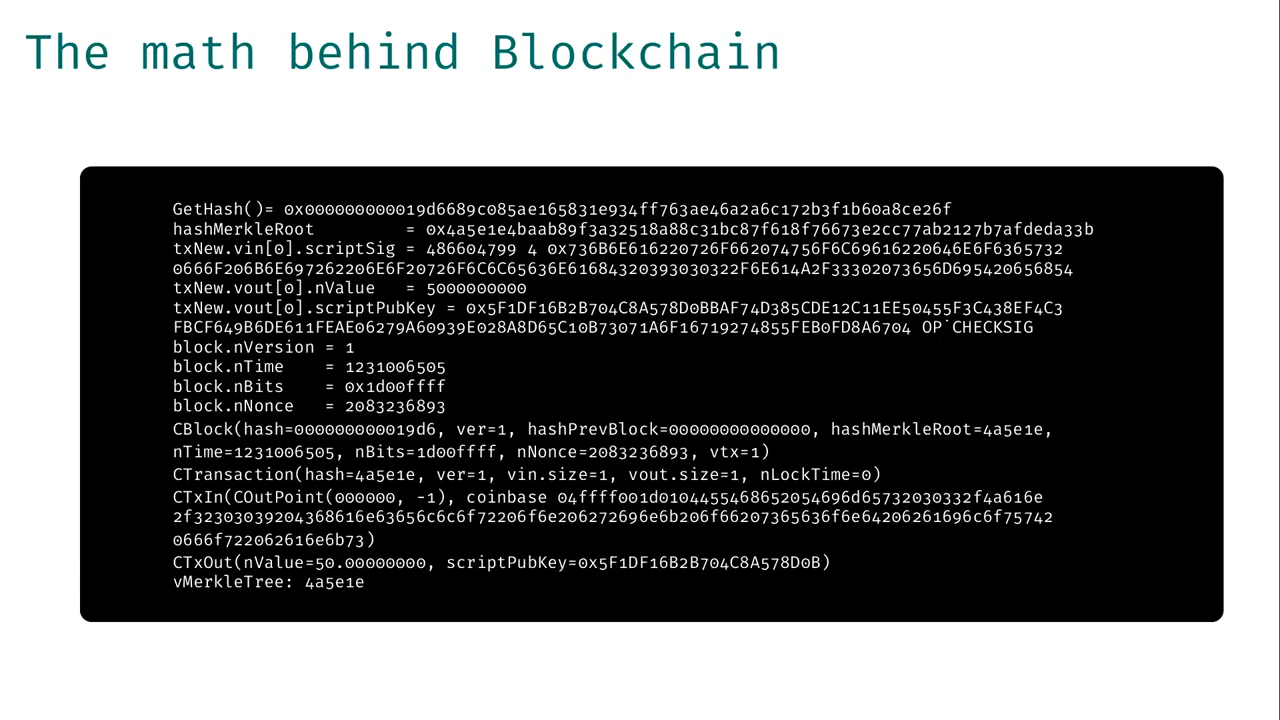 The math behind Blockchain
GetHash()= 0x000000000019d6689c085ae165831e934ff763ae46a2a6c172b3f1b60a8ce26f
hashMerkleRoot = 0x4a5e1e4baab89f3a32518a88c31bc87f618f76673e2cc77ab2127b7afdeda33b
txNew.vin[0].scriptSig = 486604799 4 0x736B6E616220726F662074756F6C69616220646E6F6365732
0666F206B6E697262206E6F20726F6C6C65636E61684320393030322F6E614A2F33302073656D695420656854
txNew.vout[0].nValue = 5000000000
txNew.vout[0].scriptPubKey = 0x5F1DF16B2B704C8A578D0BBAF74D385CDE12C11EE50455F3C438EF4C3
FBCF649B6DE611FEAE06279A60939E028A8D65C10B73071A6F16719274855FEB0FD8A6704 OP˙CHECKSIG
block.nVersion = 1
block.nTime = 1231006505
block.nBits = 0x1d00ffff
block.nNonce = 2083236893
CBlock(hash=000000000019d6, ver=1, hashPrevBlock=00000000000000, hashMerkleRoot=4a5e1e,
nTime=1231006505, nBits=1d00ffff, nNonce=2083236893, vtx=1)
CTransaction(hash=4a5e1e, ver=1, vin.size=1, vout.size=1, nLockTime=0)
CTxIn(COutPoint(000000, -1), coinbase 04ffff001d0104455468652054696d65732030332f4a616e
2f32303039204368616e63656c6c6f72206f6e206272696e6b206f66207365636f6e64206261696c6f75742
0666f722062616e6b73)
CTxOut(nValue=50.00000000, scriptPubKey=0x5F1DF16B2B704C8A578D0B)
vMerkleTree: 4a5e1e